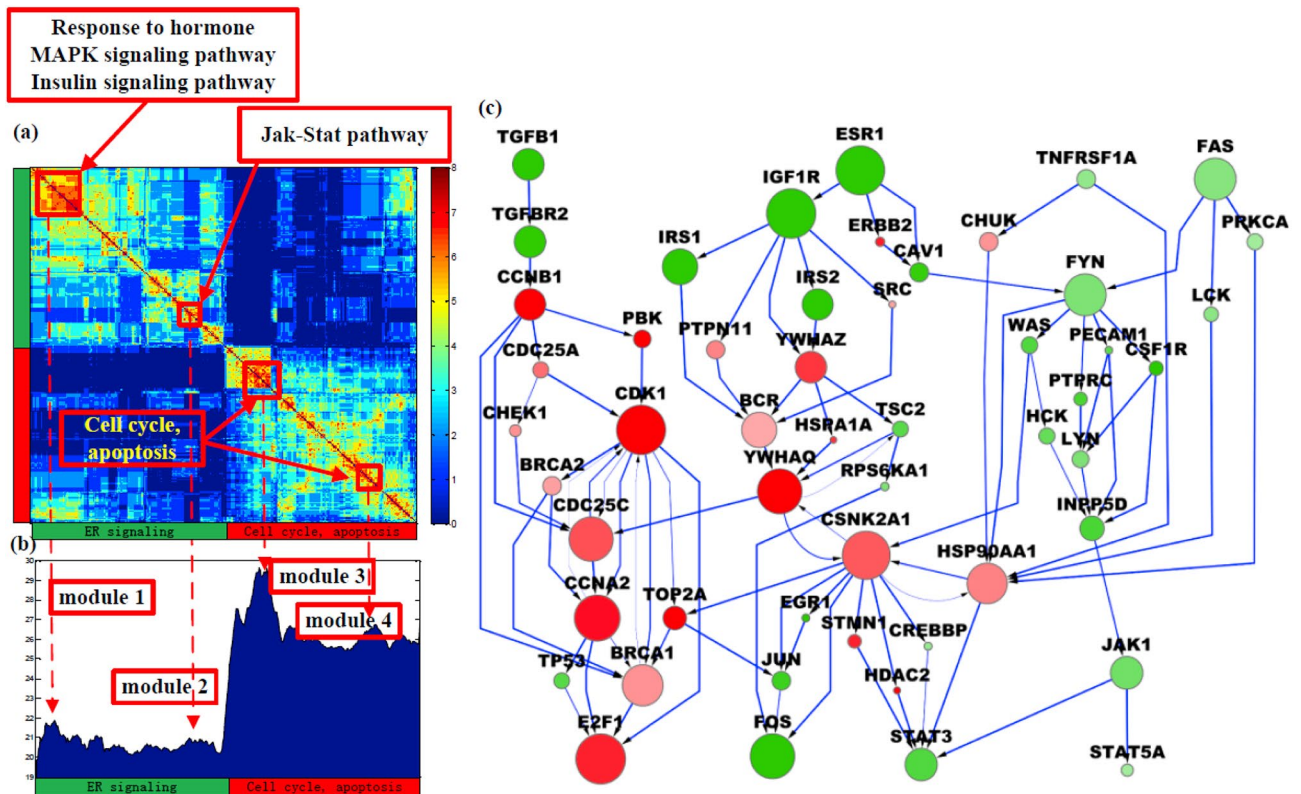 Response to hormone
MAPK signaling pathway
Insulin signaling pathway
(a)
Jak-Stat pathway
8
7
6
5
4
3
2
1
0
Cell cycle,
apoptosis
ER signaling
Cell cycle, apoptosis
(b)
30
29
28
27
26
25
24
23
22
21
20
19
module 1
module 2
module 3
module 4
ER signaling
Cell cycle, apoptosis
(c)
TGFB1
ESR1
TNFRSF1A
FAS
IGF1R
TGFBR2
IRS1
ERBB2
CHUK
PRKCA
CAV1
CCNB1
IRS2
SRC
FYN
LCK
PBK
PTPN11
YWHAZ
WAS
PECAM1
CSF1R
CDC25A
CDK1
PTPRC
CHEK1
BCR
HSPA1A
TSC2
HCK
LYN
BRCA2
YWHAQ
RPS6KA1
CDC25C
CSNK2A1
INPP5D
HSP90AA1
CCNA2
TOP2A
EGR1
STMN1
CREBBP
TP53
BRCA1
JUN
HDAC2
JAK1
E2F1
FOS
STAT3
STAT5A